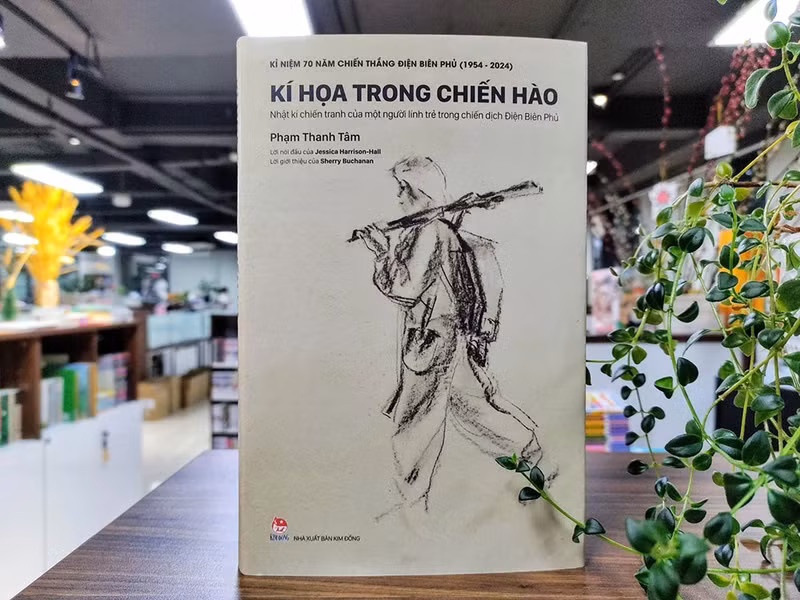 KỈ NIỆM 70 NĂM CHIẾN THẮNG ĐIỆN BIÊN PHỦ (1954 - 2024)
KÍ HỌA TRONG CHIẾN HÀO
Nhật kí chiến tranh của một người lính trẻ trong chiến dịch Điện Biên Phủ
Phạm Thanh Tâm
Lời nói đầu của Jessica Harrison-Hall
Lời giới thiệu của Sherry Buchanan
KIM ĐỒNG
NHÀ XUẤT BẢN KIM ĐỒNG